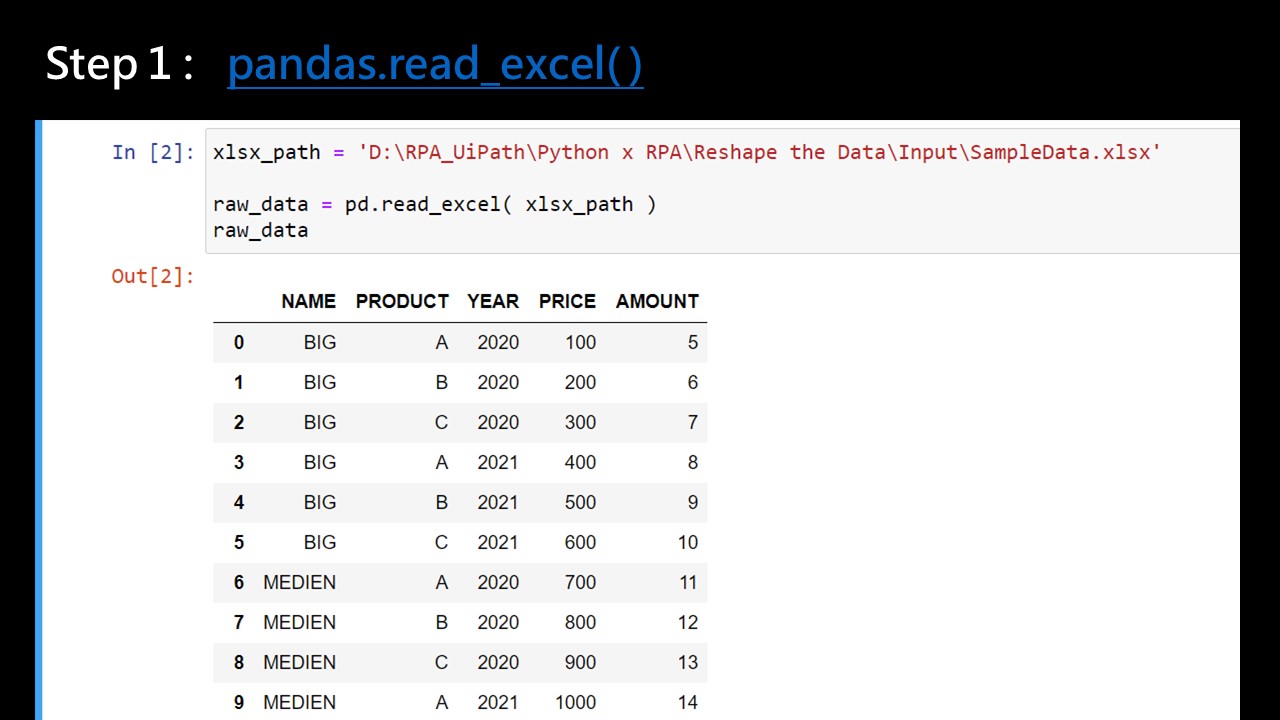 Step 1 : pandas.read_excel()
In [2]: xlsx_path = 'D:\RPA_UiPath\Python x RPA\Reshape the Data\Input\SampleData.xlsx'
raw_data = pd.read_excel( xlsx_path )
raw_data
Out[2]:
NAME PRODUCT YEAR PRICE AMOUNT
0 BIG A 2020 100 5
1 BIG B 2020 200 6
2 BIG C 2020 300 7
3 BIG A 2021 400 8
4 BIG B 2021 500 9
5 BIG C 2021 600 10
6 MEDIEN A 2020 700 11
7 MEDIEN B 2020 800 12
8 MEDIEN C 2020 900 13
9 MEDIEN A 2021 1000 14